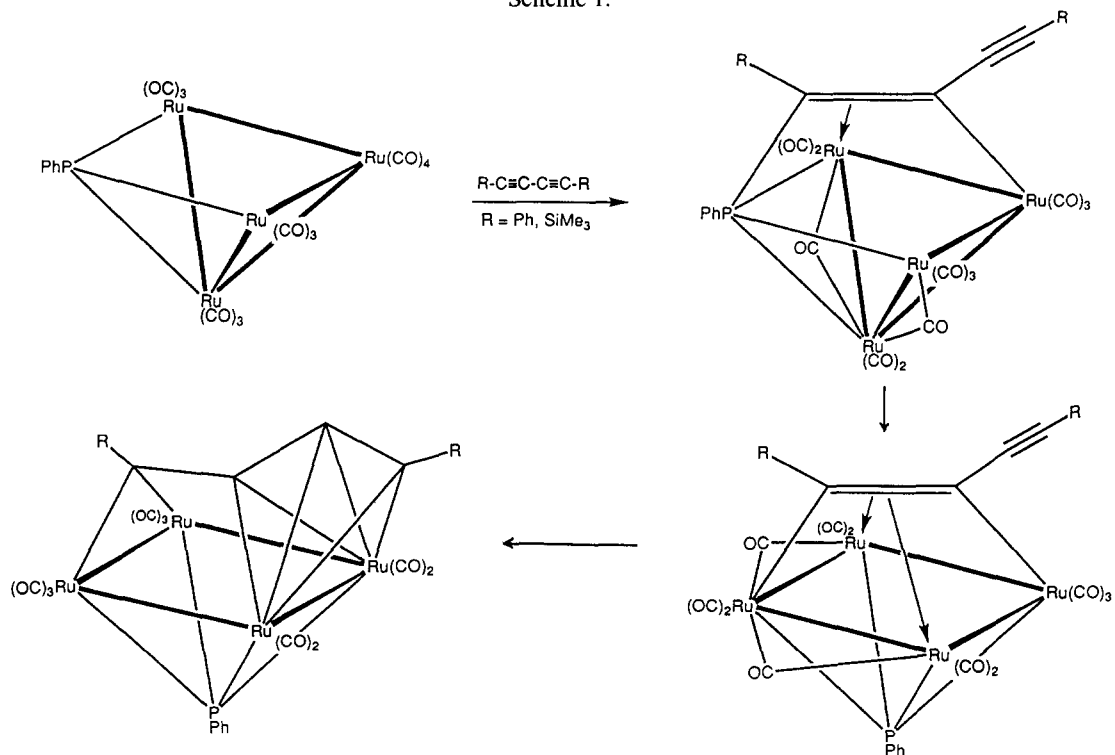 Scheme 1.
R
R
(OC)₃
Ru
PhP
Ru(CO)₄
Ru
(CO)₃
Ru
(CO)₃
R-C≡C-C≡C-R
R = Ph, SiMe₃
(OC)₂Ru
PhP
Ru(CO)₃
OC
Ru
(CO)₃
CO
Ru
(CO)₂
R
R
(OC)₃Ru
(OC)₃Ru
Ru(CO)₂
Ru
(CO)₂
P
Ph
R
R
(OC)₂
Ru
OC
(OC)₂Ru
Ru(CO)₃
Ru
(CO)₂
OC
P
Ph